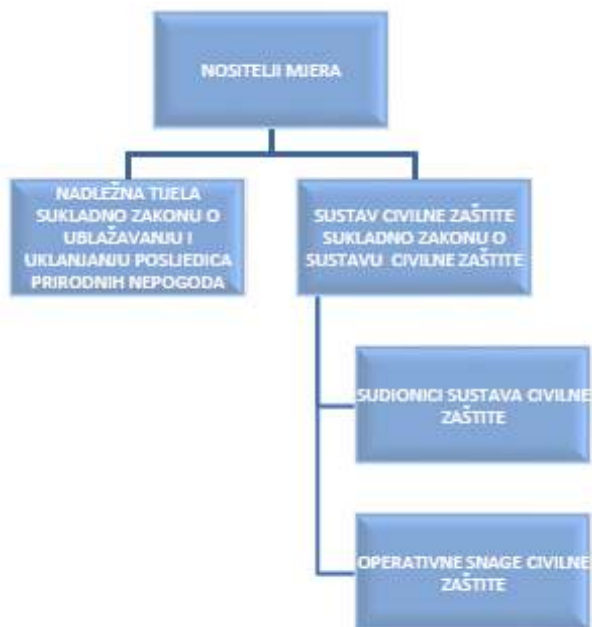 NOSITELJI MJERA
NADLEŽNA TIJELA
SUKLADNO ZAKONU O
UBLAŽAVANJU I
UKLANJANJU POSLJEDICA
PRIRODNIH NEPOGODA
SUSTAV CIVILNE ZAŠTITE
SUKLADNO ZAKONU O
SUSTAVU CIVILNE ZAŠTITE
SUDIONICI SUSTAVA CIVILNE
ZAŠTITE
OPERATIVNE SNAGE CIVILNE
ZAŠTITE